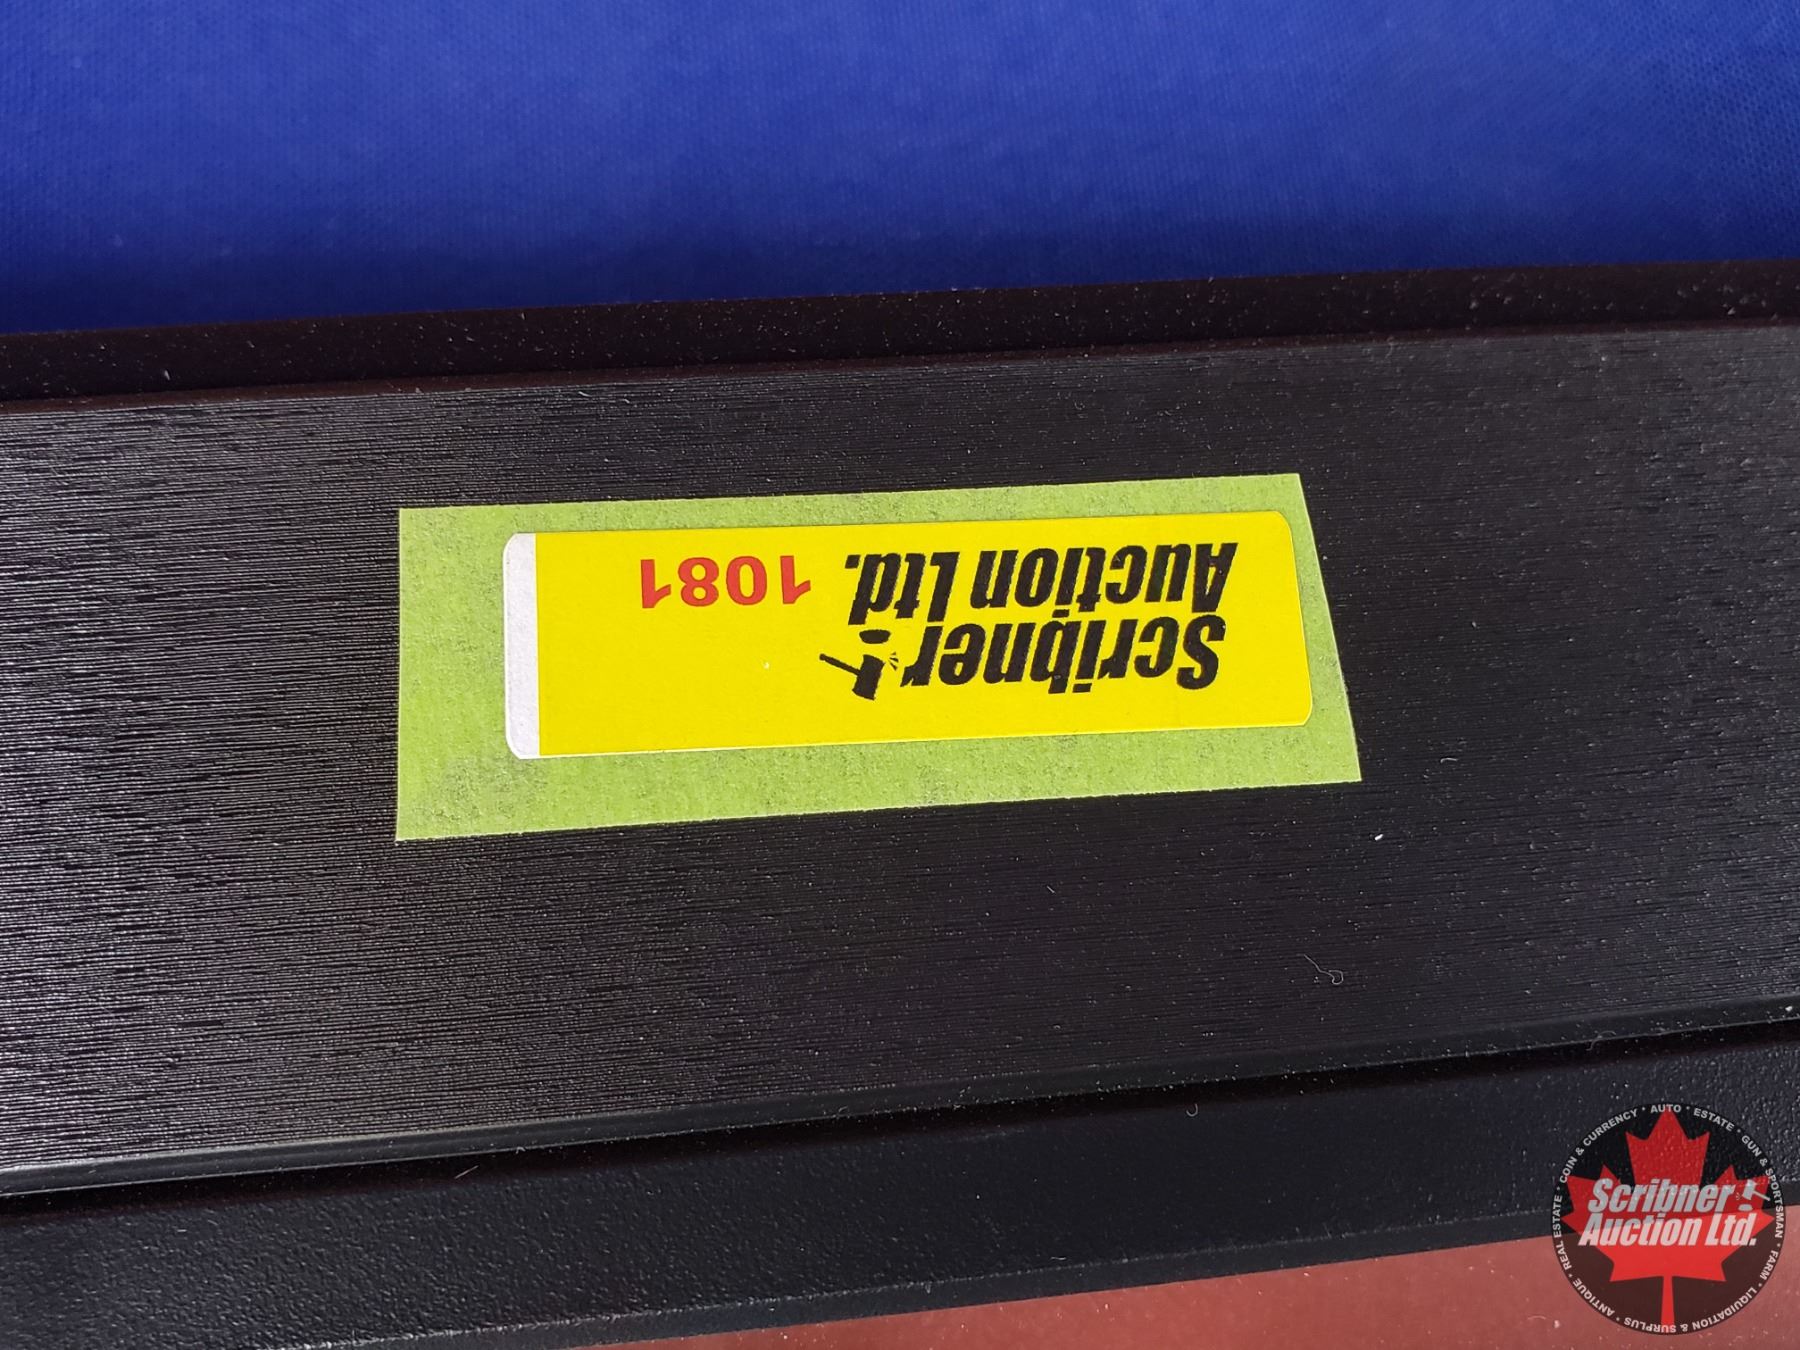 Scribner
Auction Ltd.
1081
Scribner
Auction Ltd.
ANTIQUE · REAL ESTATE · COIN & CURRENCY · AUTO · ESTATE · GUN & SPORTSMAN · FARM · LIQUIDATION & SURPLUS ·